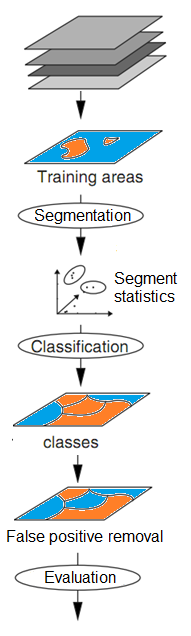 Training areas
Segmentation
Segment
statistics
Classification
classes
False positive removal
Evaluation